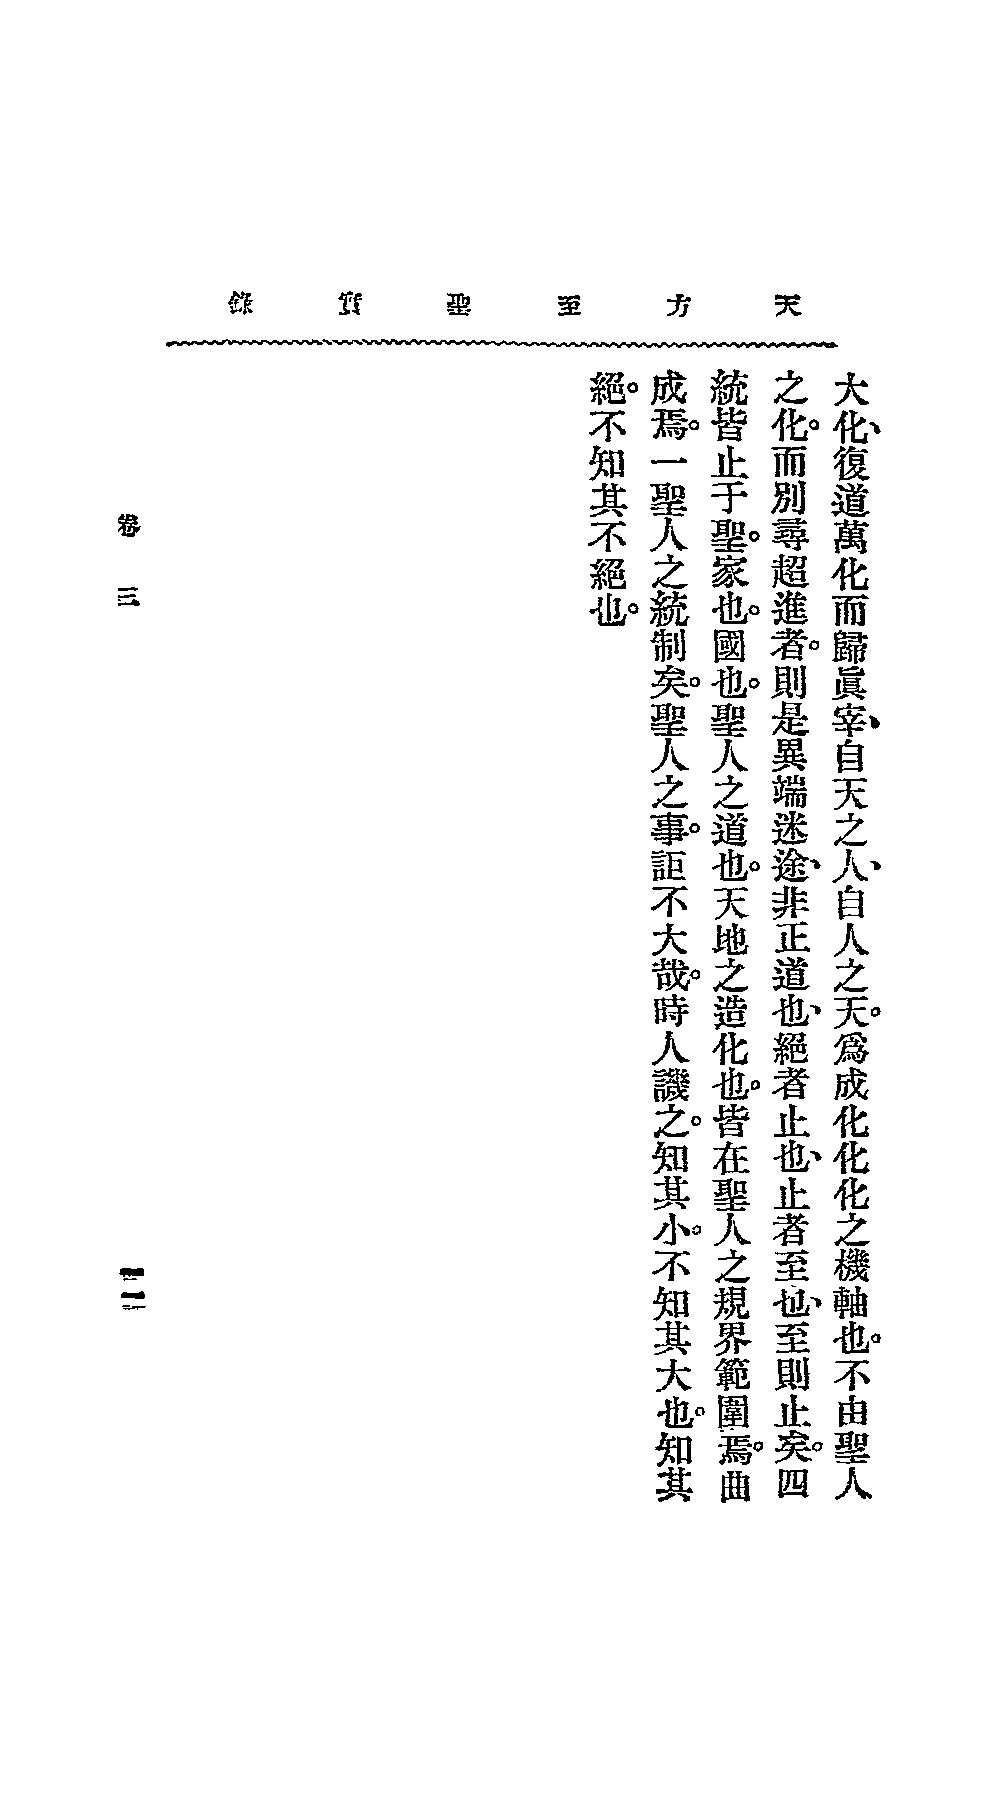 天方至聖實錄
大化、復道萬化而歸眞宰、自天之人、自人之天。爲成化化化之機軸也。不由聖人
之化。而別尋超進者。則是異端迷途、非正道也、絕者止也、止者至也、至則止矣。四
統皆止于聖。家也。國也。聖人之道也。天地之造化也。皆在聖人之規界範圍焉。曲
成焉。一聖人之統制矣。聖人之事。詎不大哉。時人譏之。知其小。不知其大也。知其
絕。不知其不絕也。
卷三